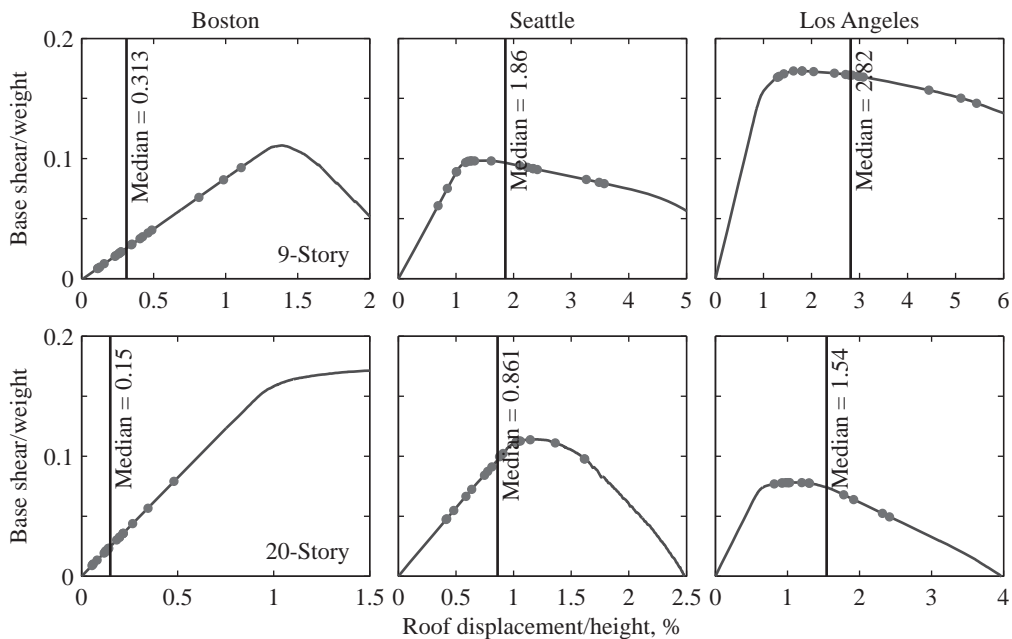 Boston
Seattle
Los Angeles
Base shear/weight
0.2
0.1
0
Median = 0.313
9-Story
0
0.5
1
1.5
2
Median = 1.86
0
1
2
3
4
5
Median = 2.82
0
1
2
3
4
5
6
Base shear/weight
0.2
0.1
0
Median = 0.15
20-Story
0
0.5
1
1.5
Median = 0.861
0
0.5
1
1.5
2
2.5
Median = 1.54
0
1
2
3
4
Roof displacement/height, %